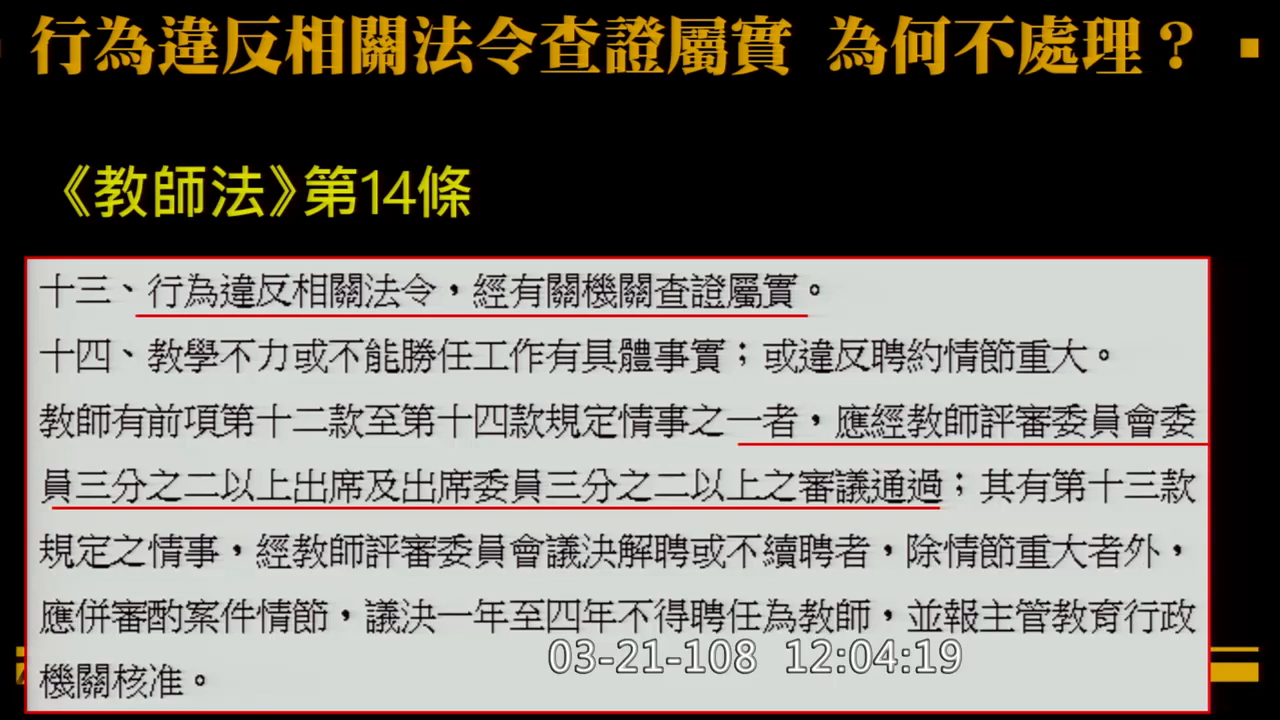 行為違反相關法令查證屬實 為何不處理？
《教師法》第14條
十三、行為違反相關法令，經有關機關查證屬實。
十四、教學不力或不能勝任工作有具體事實；或違反聘約情節重大。
教師有前項第十二款至第十四款規定情事之一者，應經教師評審委員會委
員三分之二以上出席及出席委員三分之二以上之審議通過；其有第十三款
規定之情事，經教師評審委員會議決解聘或不續聘者，除情節重大者外，
應併審酌案件情節，議決一年至四年不得聘任為教師，並報主管教育行政
機關核准。
03-21-108 12:04:19